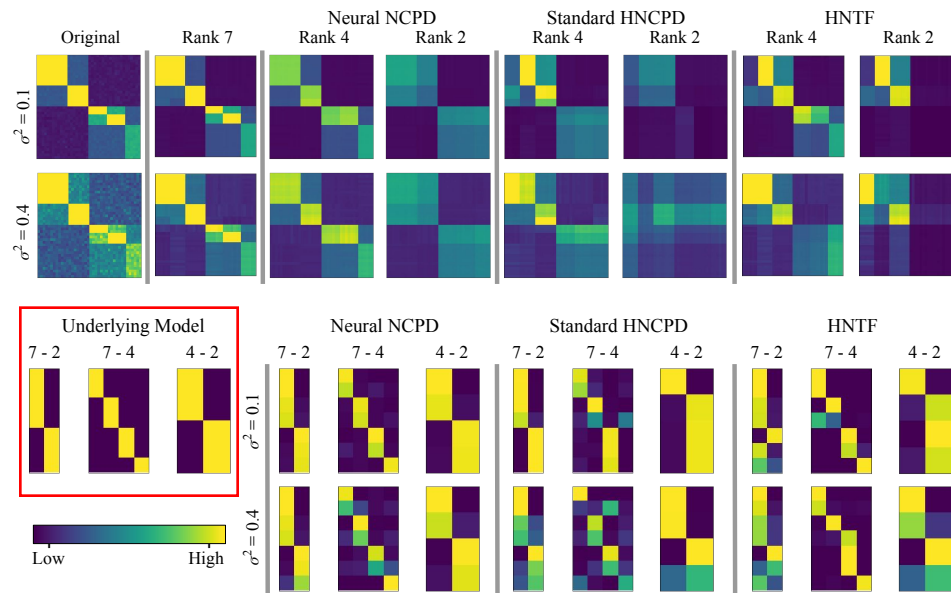 Neural NCPD Standard HNCPD HNTF
Original Rank 7 Rank 4 Rank 2 Rank 4 Rank 2 Rank 4 Rank 2
σ² = 0.1
σ² = 0.4
Underlying Model Neural NCPD Standard HNCPD HNTF
7 - 2 7 - 4 4 - 2 7 - 2 7 - 4 4 - 2 7 - 2 7 - 4 4 - 2 7 - 2 7 - 4 4 - 2
σ² = 0.1
σ² = 0.4
Low High